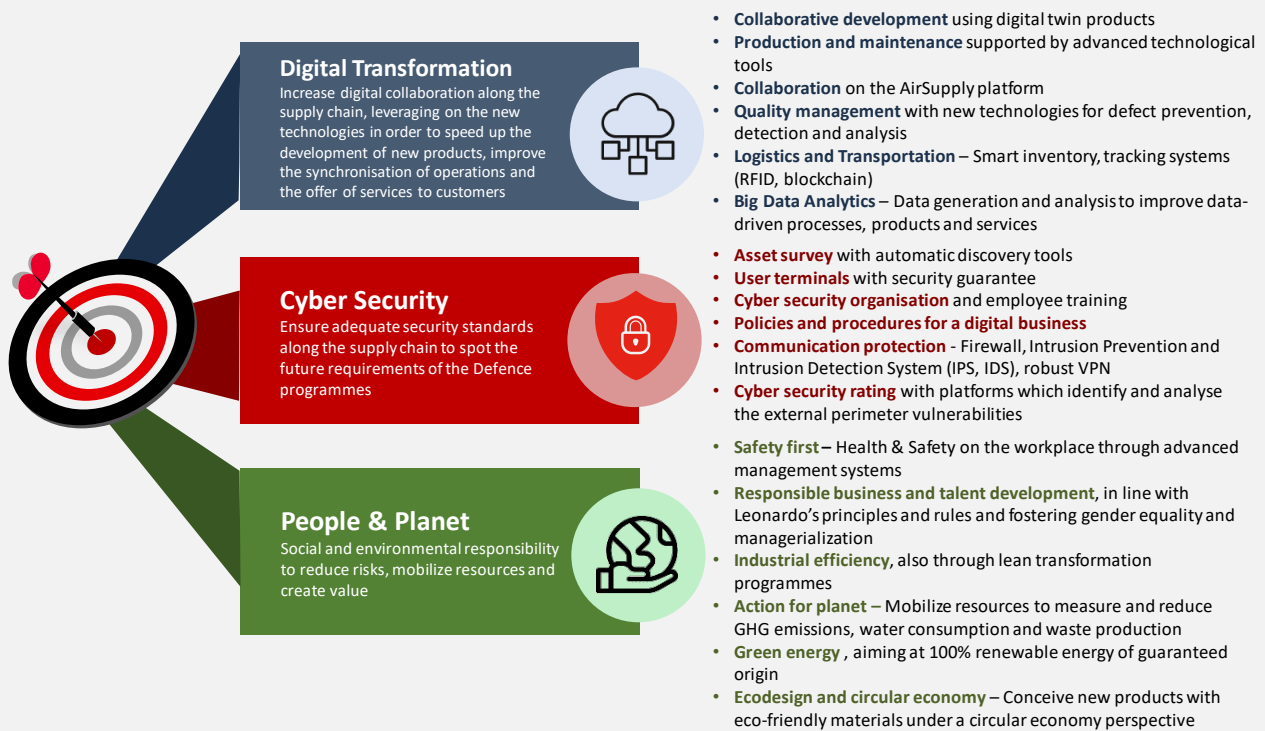 Digital Transformation
Increase digital collaboration along the
supply chain, leveraging on the new
technologies in order to speed up the
development of new products, improve
the synchronisation of operations and
the offer of services to customers
• Collaborative development using digital twin products
• Production and maintenance supported by advanced technological
tools
• Collaboration on the AirSupply platform
• Quality management with new technologies for defect prevention,
detection and analysis
• Logistics and Transportation – Smart inventory, tracking systems
(RFID, blockchain)
• Big Data Analytics – Data generation and analysis to improve data-
driven processes, products and services
Cyber Security
Ensure adequate security standards
along the supply chain to spot the
future requirements of the Defence
programmes
• Asset survey with automatic discovery tools
• User terminals with security guarantee
• Cyber security organisation and employee training
• Policies and procedures for a digital business
• Communication protection - Firewall, Intrusion Prevention and
Intrusion Detection System (IPS, IDS), robust VPN
• Cyber security rating with platforms which identify and analyse
the external perimeter vulnerabilities
People & Planet
Social and environmental responsibility
to reduce risks, mobilize resources and
create value
• Safety first – Health & Safety on the workplace through advanced
management systems
• Responsible business and talent development, in line with
Leonardo's principles and rules and fostering gender equality and
managerialization
• Industrial efficiency, also through lean transformation
programmes
• Action for planet – Mobilize resources to measure and reduce
GHG emissions, water consumption and waste production
• Green energy , aiming at 100% renewable energy of guaranteed
origin
• Ecodesign and circular economy – Conceive new products with
eco-friendly materials under a circular economy perspective